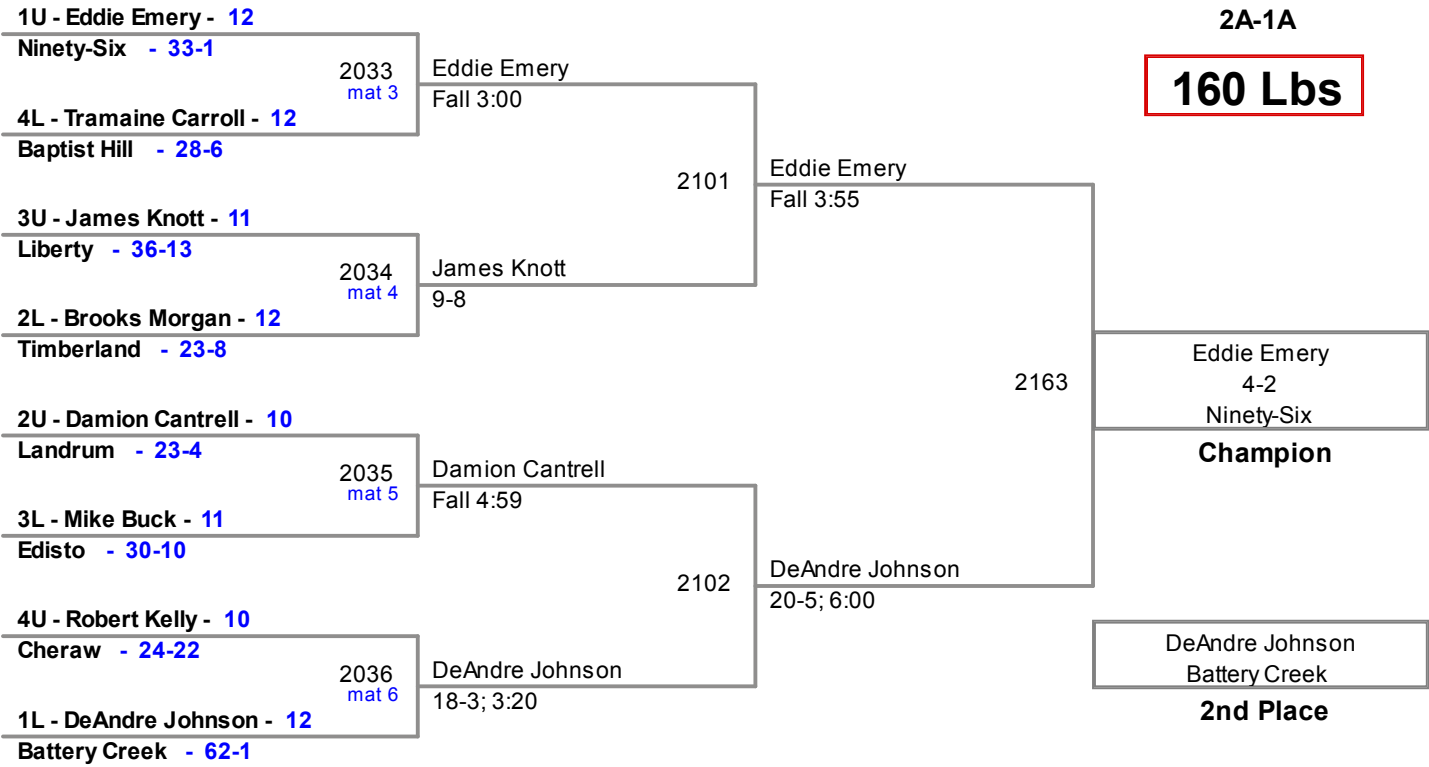 1U - Eddie Emery - 12
Ninety-Six - 33-1
2033
mat 3
4L - Tramaine Carroll - 12
Baptist Hill - 28-6
Eddie Emery
Fall 3:00
3U - James Knott - 11
Liberty - 36-13
2034
mat 4
2L - Brooks Morgan - 12
Timberland - 23-8
James Knott
9-8
2101
Eddie Emery
Fall 3:55
2U - Damion Cantrell - 10
Landrum - 23-4
2035
mat 5
3L - Mike Buck - 11
Edisto - 30-10
Damion Cantrell
Fall 4:59
4U - Robert Kelly - 10
Cheraw - 24-22
2036
mat 6
1L - DeAndre Johnson - 12
Battery Creek - 62-1
DeAndre Johnson
18-3; 3:20
2102
DeAndre Johnson
20-5; 6:00
2163
2A-1A
160 Lbs
Eddie Emery
4-2
Ninety-Six
Champion
DeAndre Johnson
Battery Creek
2nd Place